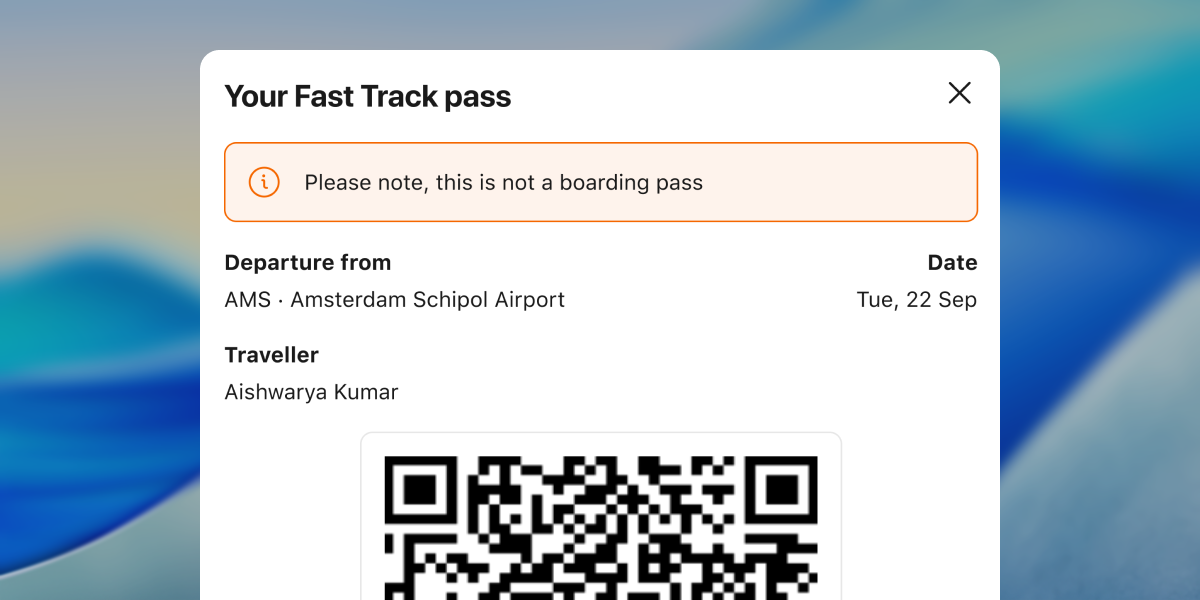 Your Fast Track pass
Please note, this is not a boarding pass
Departure from
Date
AMS · Amsterdam Schipol Airport
Tue, 22 Sep
Traveller
Aishwarya Kumar